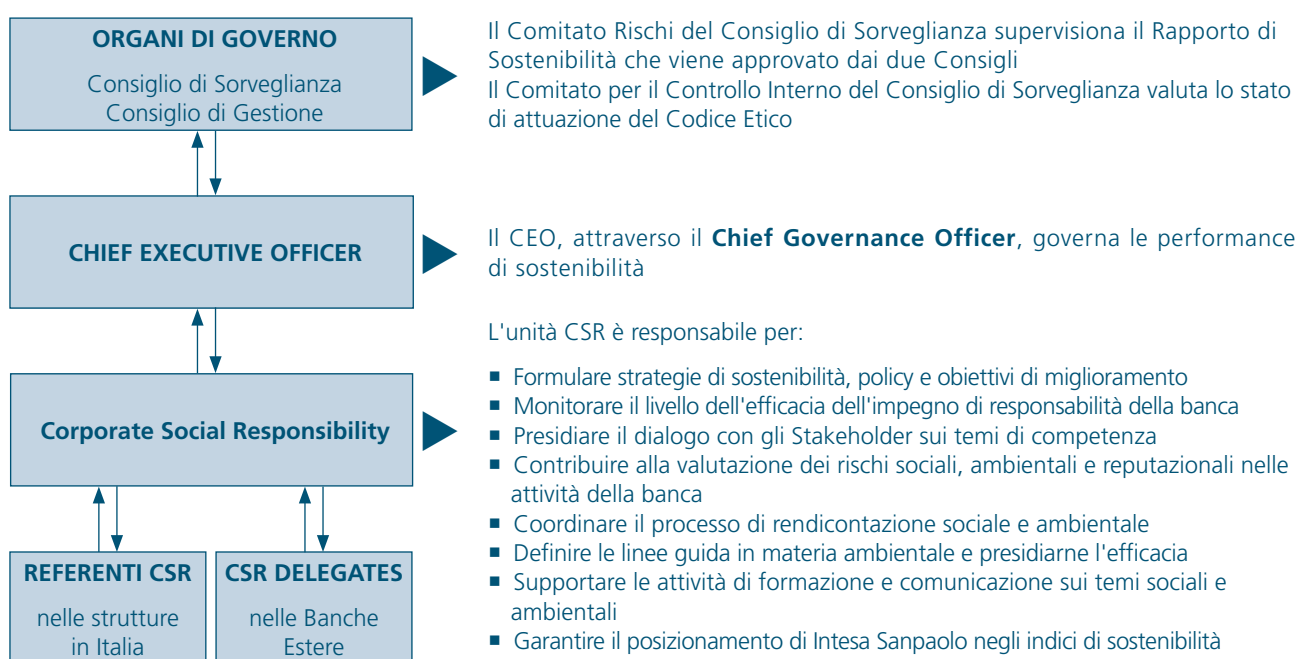 ORGANI DI GOVERNO
Consiglio di Sorveglianza
Consiglio di Gestione
Il Comitato Rischi del Consiglio di Sorveglianza supervisiona il Rapporto di
Sostenibilità che viene approvato dai due Consigli
Il Comitato per il Controllo Interno del Consiglio di Sorveglianza valuta lo stato
di attuazione del Codice Etico
CHIEF EXECUTIVE OFFICER
Il CEO, attraverso il Chief Governance Officer, governa le performance
di sostenibilità
Corporate Social Responsibility
L'unità CSR è responsabile per:
▪ Formulare strategie di sostenibilità, policy e obiettivi di miglioramento
▪ Monitorare il livello dell'efficacia dell'impegno di responsabilità della banca
▪ Presidiare il dialogo con gli Stakeholder sui temi di competenza
▪ Contribuire alla valutazione dei rischi sociali, ambientali e reputazionali nelle
attività della banca
▪ Coordinare il processo di rendicontazione sociale e ambientale
▪ Definire le linee guida in materia ambientale e presidiarne l'efficacia
▪ Supportare le attività di formazione e comunicazione sui temi sociali e
ambientali
▪ Garantire il posizionamento di Intesa Sanpaolo negli indici di sostenibilità
REFERENTI CSR
nelle strutture
in Italia
CSR DELEGATES
nelle Banche
Estere